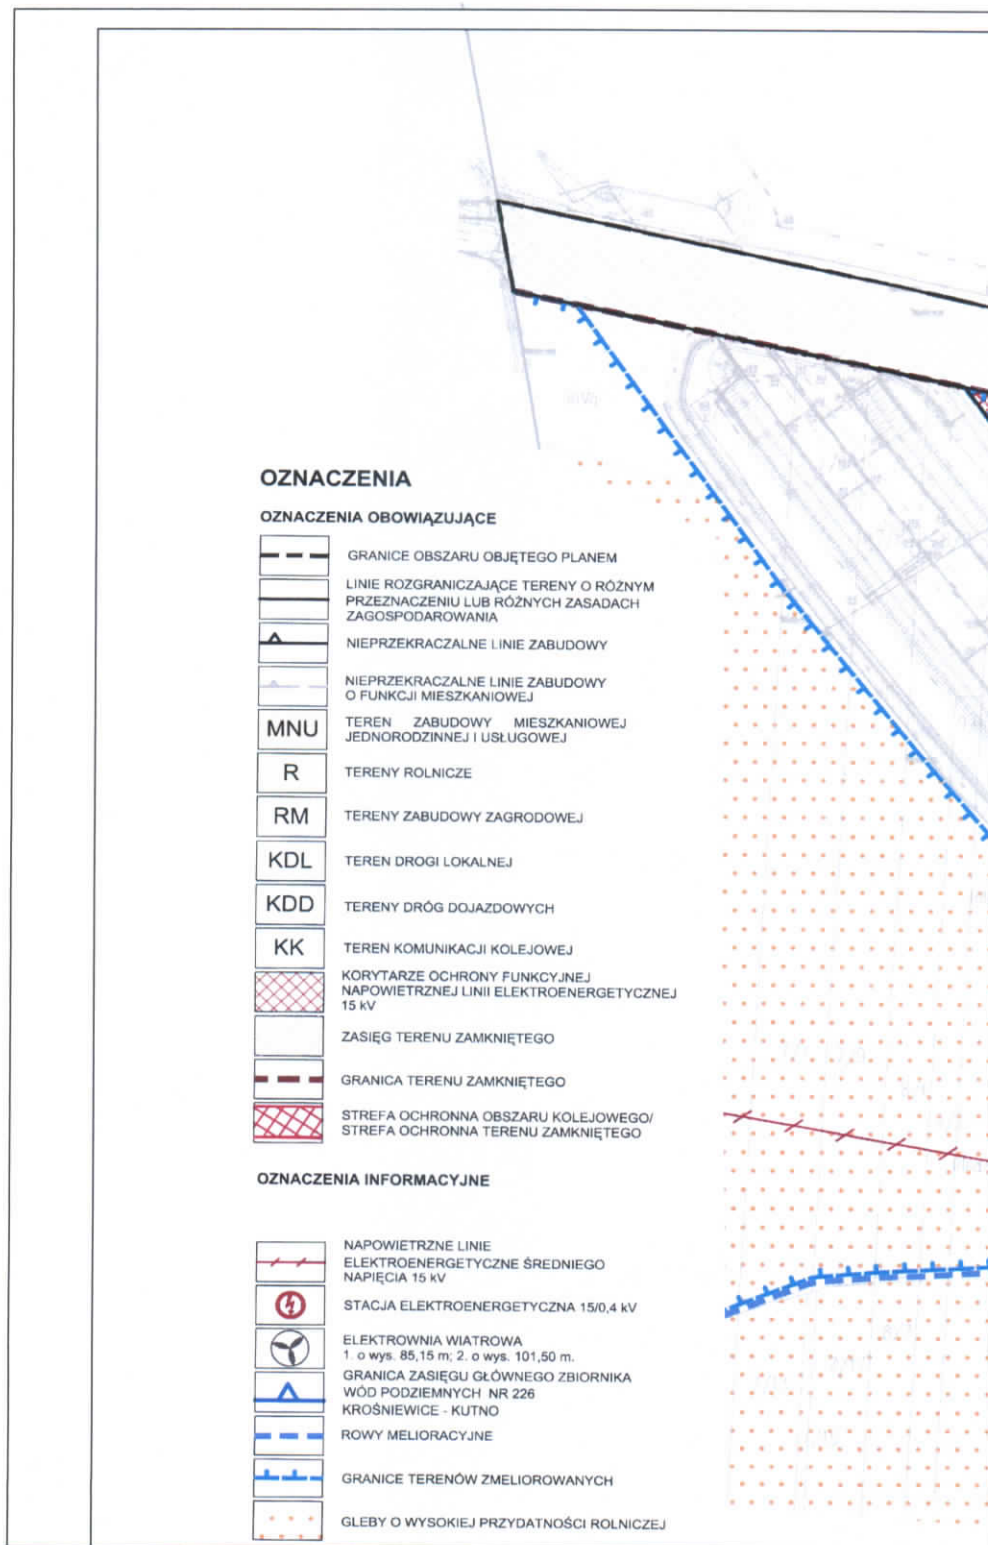 OZNACZENIA
OZNACZENIA OBOWIĄZUJĄCE
GRANICE OBSZARU OBJĘTEGO PLANEM
LINIE ROZGRANICZAJĄCE TERENY O RÓŻNYM
PRZEZNACZENIU LUB RÓŻNYCH ZASADACH
ZAGOSPODAROWANIA
NIEPRZEKRACZALNE LINIE ZABUDOWY
NIEPRZEKRACZALNE LINIE ZABUDOWY
O FUNKCJI MIESZKANIOWEJ
MNU TEREN ZABUDOWY MIESZKANIOWEJ
JEDNORODZINNEJ I USŁUGOWEJ
R TERENY ROLNICZE
RM TERENY ZABUDOWY ZAGRODOWEJ
KDL TEREN DROGI LOKALNEJ
KDD TERENY DRÓG DOJAZDOWYCH
KK TEREN KOMUNIKACJI KOLEJOWEJ
KORYTARZE OCHRONY FUNKCYJNEJ
NAPOWIETRZNEJ LINII ELEKTROENERGETYCZNEJ
15 kV
ZASIĘG TERENU ZAMKNIĘTEGO
GRANICA TERENU ZAMKNIĘTEGO
STREFA OCHRONNA OBSZARU KOLEJOWEGO/
STREFA OCHRONNA TERENU ZAMKNIĘTEGO
OZNACZENIA INFORMACYJNE
NAPOWIETRZNE LINIE
ELEKTROENERGETYCZNE ŚREDNIEGO
NAPIĘCIA 15 kV
STACJA ELEKTROENERGETYCZNA 15/0,4 kV
ELEKTROWNIA WIATROWA
1. o wys. 85,15 m; 2. o wys. 101,50 m.
GRANICA ZASIĘGU GŁÓWNEGO ZBIORNIKA
WÓD PODZIEMNYCH NR 226
KROŚNIEWICE - KUTNO
ROWY MELIORACYJNE
GRANICE TERENÓW ZMELIOROWANYCH
GLEBY O WYSOKIEJ PRZYDATNOŚCI ROLNICZEJ